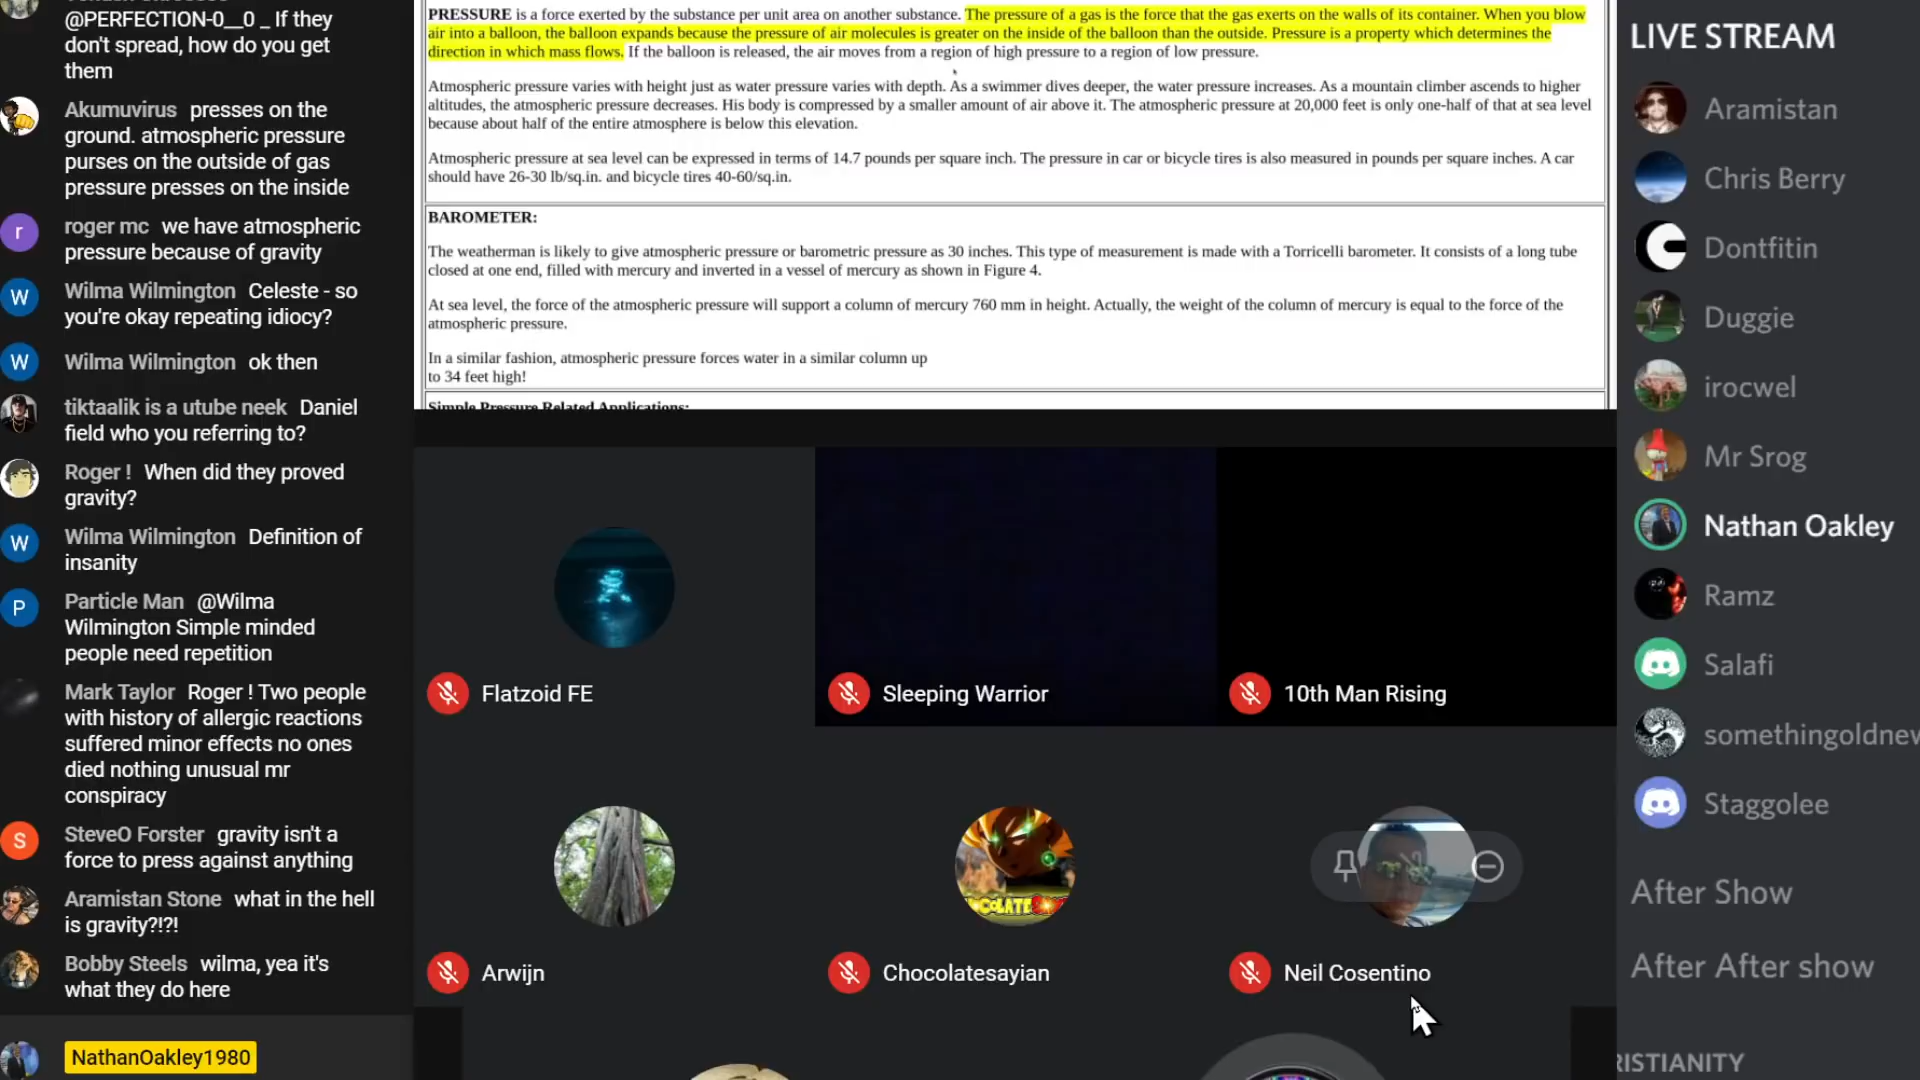 @PERFECTION-0__0 _ If they
don't spread, how do you get
them
Akumuvirus presses on the
ground. atmospheric pressure
purses on the outside of gas
pressure presses on the inside
roger mc we have atmospheric
pressure because of gravity
Wilma Wilmington Celeste - so
you're okay repeating idiocy?
Wilma Wilmington ok then
tiktaalik is a utube neek Daniel
field who you referring to?
Roger ! When did they proved
gravity?
Wilma Wilmington Definition of
insanity
Particle Man @Wilma
Wilmington Simple minded
people need repetition
Mark Taylor Roger ! Two people
with history of allergic reactions
suffered minor effects no ones
died nothing unusual mr
conspiracy
SteveO Forster gravity isn't a
force to press against anything
Aramistan Stone what in the hell
is gravity?!?!
Bobby Steels wilma, yea it's
what they do here
NathanOakley1980
PRESSURE is a force exerted by the substance per unit area on another substance. The pressure of a gas is the force that the gas exerts on the walls of its container. When you blow
air into a balloon, the balloon expands because the pressure of air molecules is greater on the inside of the balloon than the outside. Pressure is a property which determines the
direction in which mass flows. If the balloon is released, the air moves from a region of high pressure to a region of low pressure.
Atmospheric pressure varies with height just as water pressure varies with depth. As a swimmer dives deeper, the water pressure increases. As a mountain climber ascends to higher
altitudes, the atmospheric pressure decreases. His body is compressed by a smaller amount of air above it. The atmospheric pressure at 20,000 feet is only one-half of that at sea level
because about half of the entire atmosphere is below this elevation.
Atmospheric pressure at sea level can be expressed in terms of 14.7 pounds per square inch. The pressure in car or bicycle tires is also measured in pounds per square inches. A car
should have 26-30 lb/sq.in. and bicycle tires 40-60/sq.in.
BAROMETER:
The weatherman is likely to give atmospheric pressure or barometric pressure as 30 inches. This type of measurement is made with a Torricelli barometer. It consists of a long tube
closed at one end, filled with mercury and inverted in a vessel of mercury as shown in Figure 4.
At sea level, the force of the atmospheric pressure will support a column of mercury 760 mm in height. Actually, the weight of the column of mercury is equal to the force of the
atmospheric pressure.
In a similar fashion, atmospheric pressure forces water in a similar column up
to 34 feet high!
Simple Pressure Related Applications:
Flatzoid FE
Sleeping Warrior
10th Man Rising
Arwijn
Chocolatesayian
Neil Cosentino
LIVE STREAM
Aramistan
Chris Berry
Dontfitin
Duggie
irocwel
Mr Srog
Nathan Oakley
Ramz
Salafi
somethingoldnew
Staggolee
After Show
After After show
RISTIANITY